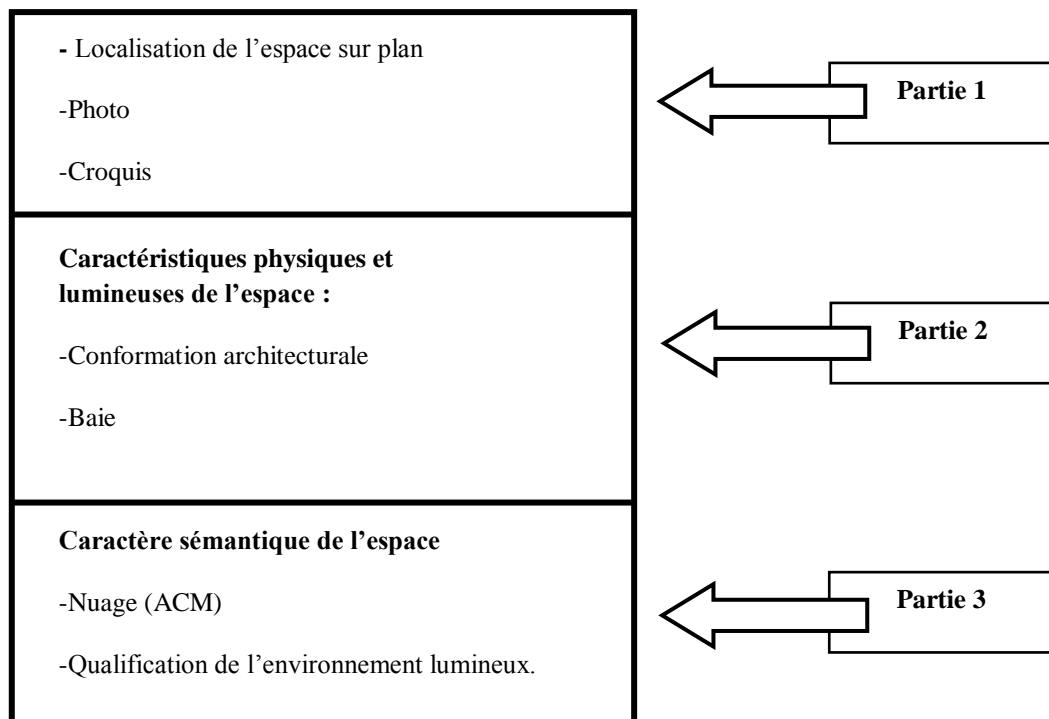 - Localisation de l’espace sur plan
Partie 1
-Photo
-Croquis
Caractéristiques physiques et
lumineuses de l’espace :
Partie 2
-Conformation architecturale
-Baie
Caractère sémantique de l’espace
Partie 3
-Nuage (ACM)
-Qualification de l’environnement lumineux.